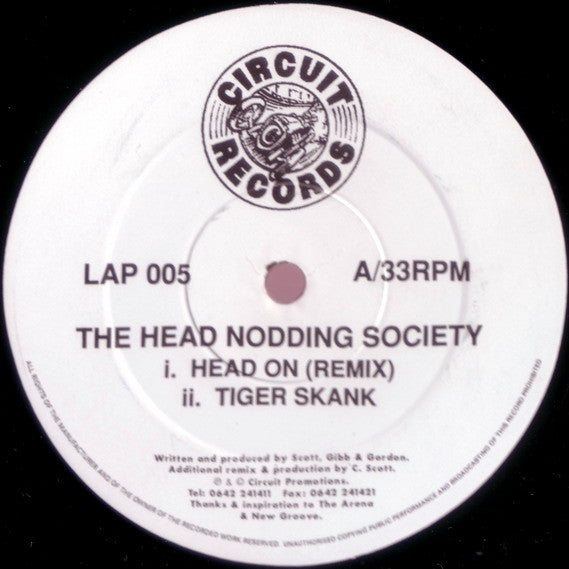 CIRCUIT
RECORDS
LAP 005
A/33RPM
THE HEAD NODDING SOCIETY
i. HEAD ON (REMIX)
ii. TIGER SKANK
Written and produced by Scott, Gibb & Gordon.
Additional remix & production by C. Scott.
℗ & © Circuit Promotions.
Tel: 0642 241411 Fax: 0642 241421
Thanks & inspiration to The Arena
& New Groove.
ALL RIGHTS OF THE MANUFACTURER AND OF THE OWNER OF THE RECORDED WORK RESERVED. UNAUTHORISED COPYING PUBLIC PERFORMANCE AND BROADCASTING OF THIS RECORD PROHIBITED